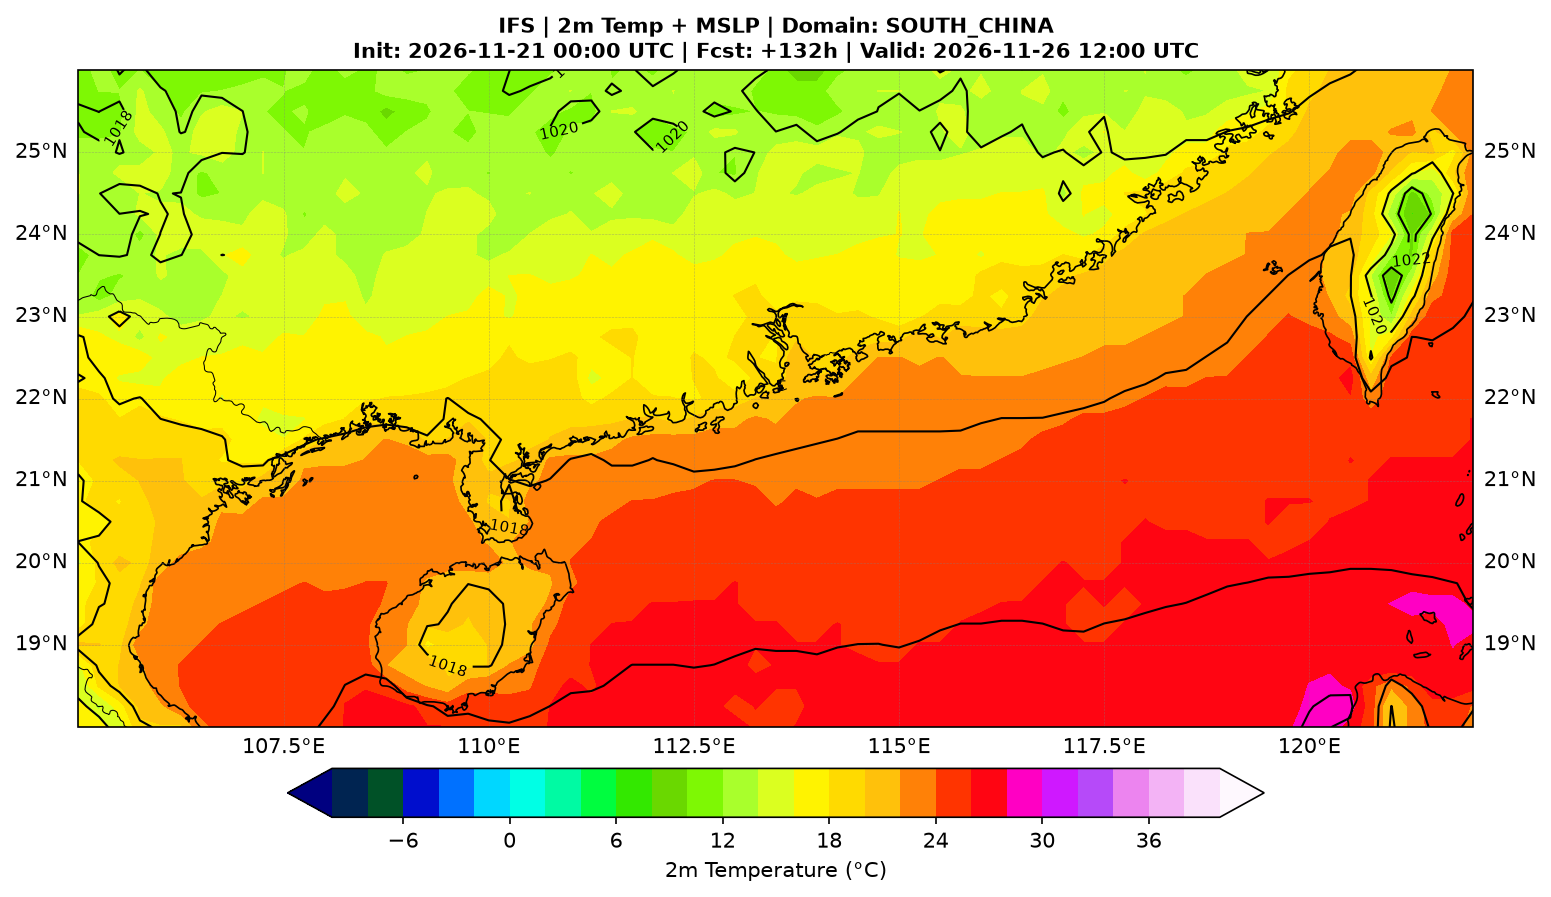 IFS | 2m Temp + MSLP | Domain: SOUTH_CHINA
Init: 2026-11-21 00:00 UTC | Fcst: +132h | Valid: 2026-11-26 12:00 UTC
1018
1020
1020
25°N
25°N
24°N
24°N
1022
23°N
1020
23°N
22°N
22°N
21°N
21°N
1018
20°N
20°N
19°N
19°N
1018
107.5°E
110°E
112.5°E
115°E
117.5°E
120°E
−6
0
6
12
18
24
30
36
2m Temperature (°C)